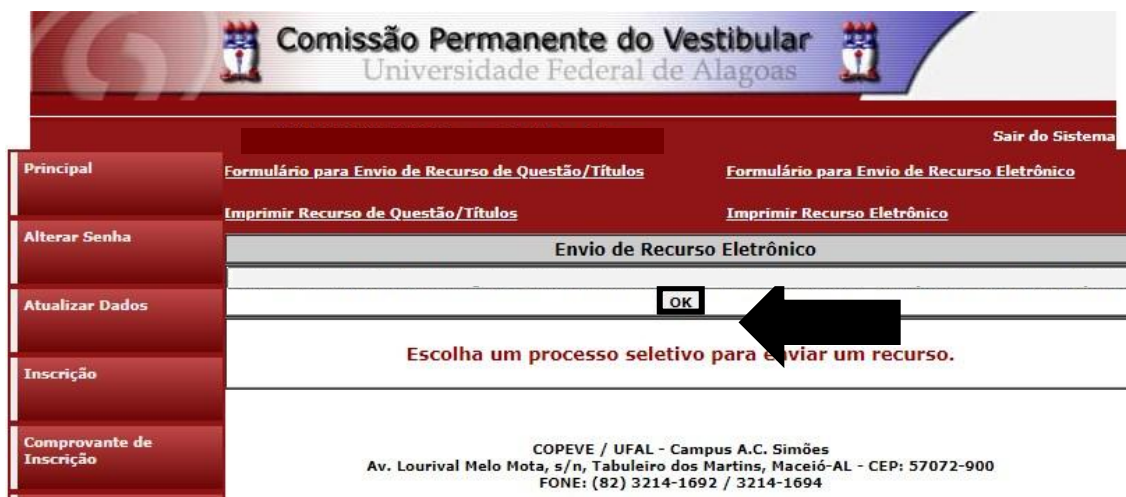 Comissão Permanente do Vestibular
Universidade Federal de Alagoas
Sair do Sistema
Principal
Formulário para Envio de Recurso de Questão/Títulos
Formulário para Envio de Recurso Eletrônico
Imprimir Recurso de Questão/Títulos
Imprimir Recurso Eletrônico
Alterar Senha
Envio de Recurso Eletrônico
Atualizar Dados
OK
Escolha um processo seletivo para enviar um recurso.
Inscrição
Comprovante de
Inscrição
COPEVE / UFAL - Campus A.C. Simões
Av. Lourival Melo Mota, s/n, Tabuleiro dos Martins, Maceió-AL - CEP: 57072-900
FONE: (82) 3214-1692 / 3214-1694